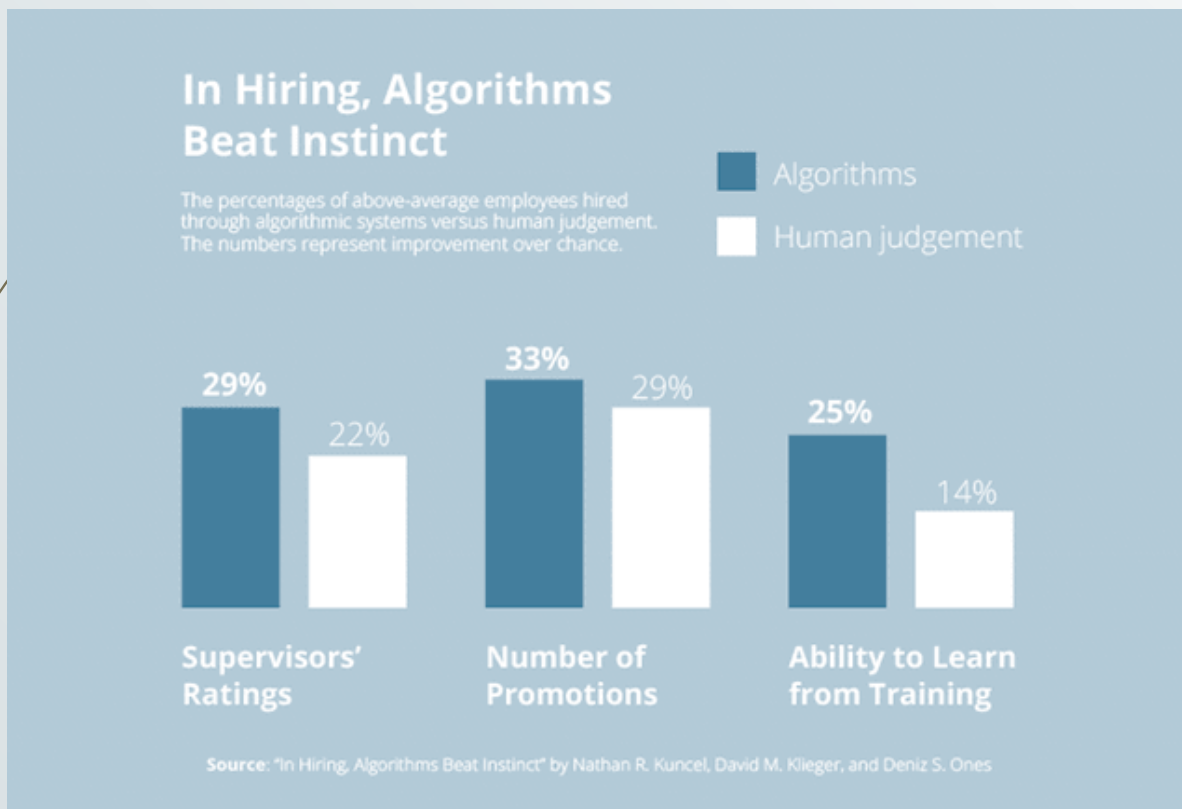 In Hiring, Algorithms
Beat Instinct
The percentages of above-average employees hired
through algorithmic systems versus human judgement.
The numbers represent improvement over chance.
Algorithms
Human judgement
29%
22%
33%
29%
25%
14%
Supervisors’
Ratings
Number of
Promotions
Ability to Learn
from Training
Source: “In Hiring, Algorithms Beat Instinct” by Nathan R. Kuncel, David M. Klieger, and Deniz S. Ones